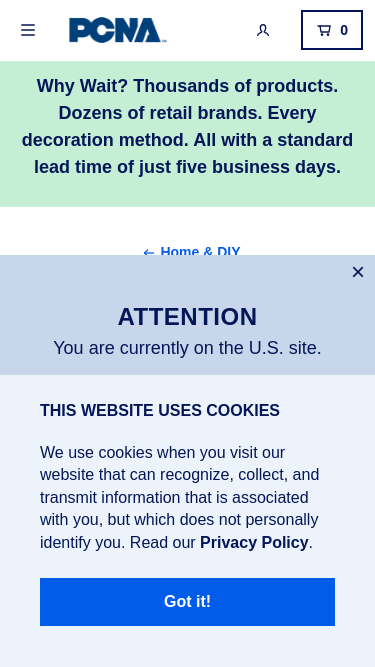 PCNA
0
Why Wait? Thousands of products.
Dozens of retail brands. Every
decoration method. All with a standard
lead time of just five business days.
← Home & DIY
×
ATTENTION
You are currently on the U.S. site.
THIS WEBSITE USES COOKIES
We use cookies when you visit our
website that can recognize, collect, and
transmit information that is associated
with you, but which does not personally
identify you. Read our Privacy Policy.
Got it!